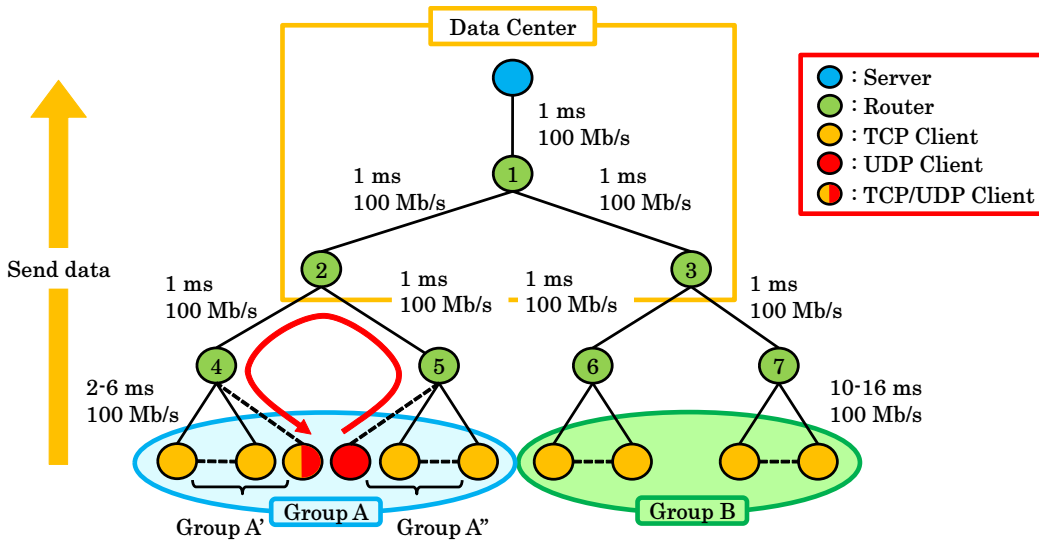 Data Center
: Server
: Router
: TCP Client
: UDP Client
: TCP/UDP Client
1 ms
100 Mb/s
1
1 ms
100 Mb/s
1 ms
100 Mb/s
Send data
2
3
1 ms
100 Mb/s
1 ms
100 Mb/s
1 ms
100 Mb/s
1 ms
100 Mb/s
4
5
6
7
2-6 ms
100 Mb/s
10-16 ms
100 Mb/s
Group A'
Group A
Group A"
Group B